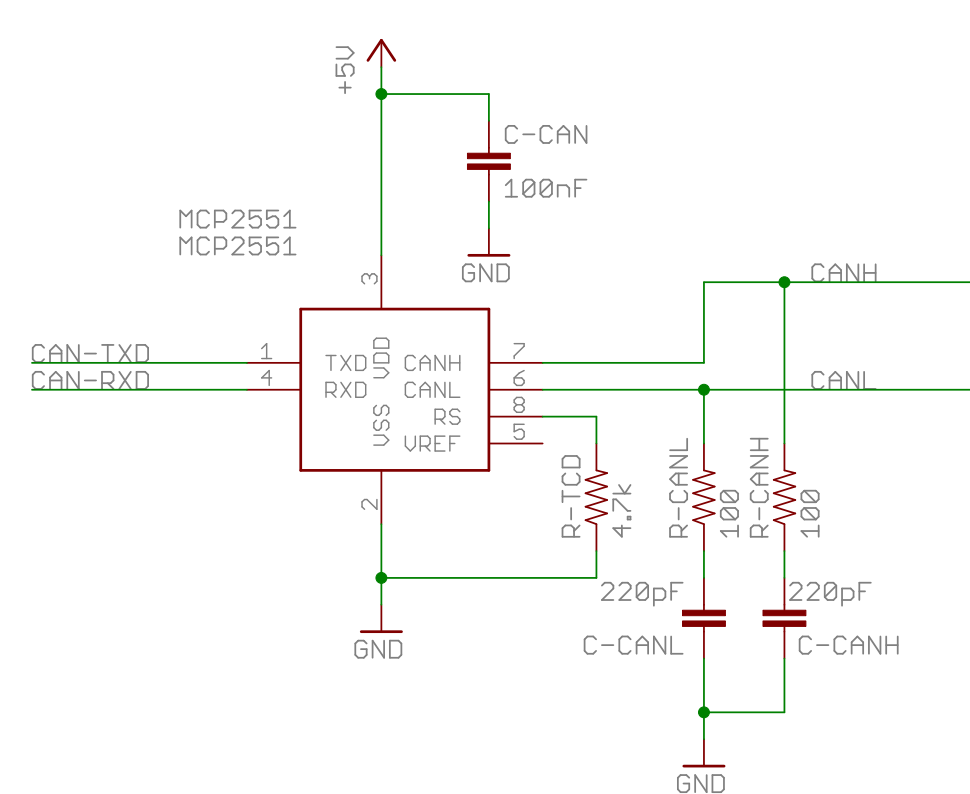 +5V
C-CAN
100nF
MCP2551
MCP2551
GND
3
CANH
CAN-TXD
1
TXD
VDD
CANH
7
CAN-RXD
4
RXD
CANL
6
CANL
VSS
RS
8
VREF
5
2
R-TCD
4.7k
R-CANL
100
R-CANH
100
220pF
220pF
GND
C-CANL
C-CANH
GND